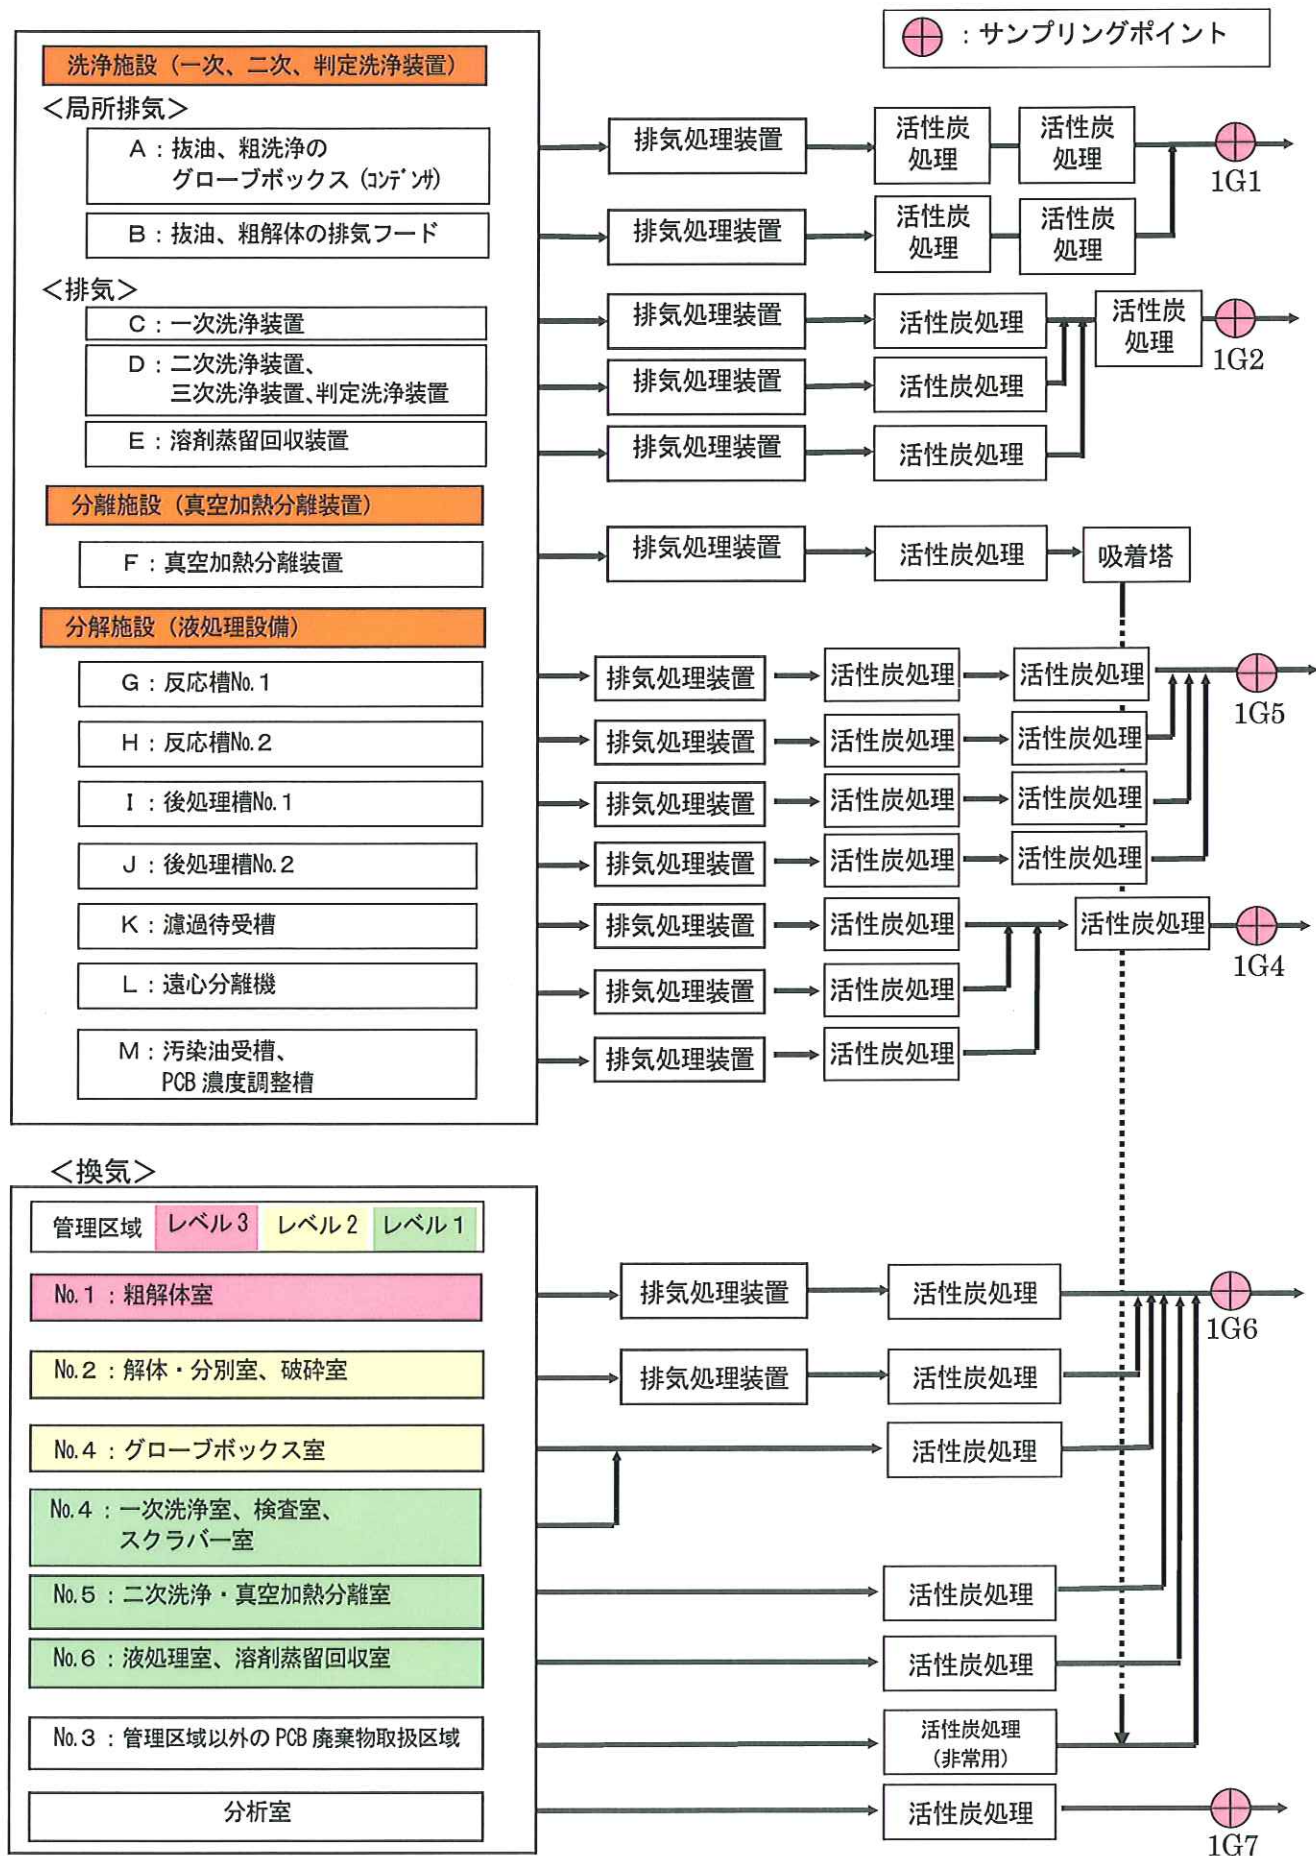 ：サンプリングポイント
洗浄施設（一次、二次、判定洗浄装置）
＜局所排気＞
A：抜油、粗洗浄の
グローブボックス（ｺﾝﾃﾞﾝｻ）
排気処理装置
活性炭
処理
活性炭
処理
1G1
B：抜油、粗解体の排気フード
排気処理装置
活性炭
処理
活性炭
処理
＜排気＞
C：一次洗浄装置
排気処理装置
活性炭処理
活性炭
処理
1G2
D：二次洗浄装置、
三次洗浄装置、判定洗浄装置
排気処理装置
活性炭処理
E：溶剤蒸留回収装置
排気処理装置
活性炭処理
分離施設（真空加熱分離装置）
F：真空加熱分離装置
排気処理装置
活性炭処理
吸着塔
分解施設（液処理設備）
G：反応槽No.1
排気処理装置
活性炭処理
活性炭処理
1G5
H：反応槽No.2
排気処理装置
活性炭処理
活性炭処理
I：後処理槽No.1
排気処理装置
活性炭処理
活性炭処理
J：後処理槽No.2
排気処理装置
活性炭処理
活性炭処理
K：濾過待受槽
排気処理装置
活性炭処理
活性炭処理
1G4
L：遠心分離機
排気処理装置
活性炭処理
M：汚染油受槽、
PCB 濃度調整槽
排気処理装置
活性炭処理
＜換気＞
管理区域 レベル3 レベル2 レベル1
No.1：粗解体室
排気処理装置
活性炭処理
1G6
No.2：解体・分別室、破砕室
排気処理装置
活性炭処理
No.4：グローブボックス室
活性炭処理
No.4：一次洗浄室、検査室、
スクラバー室
No.5：二次洗浄・真空加熱分離室
活性炭処理
No.6：液処理室、溶剤蒸留回収室
活性炭処理
No.3：管理区域以外の PCB 廃棄物取扱区域
活性炭処理
(非常用)
分析室
活性炭処理
1G7